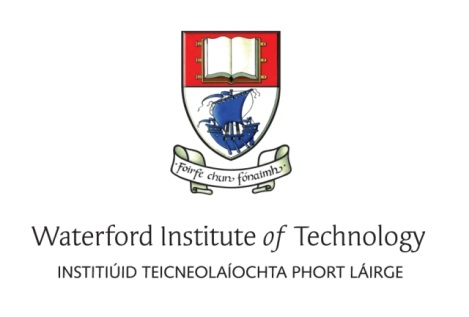 Foirfe chun fónaimh
Waterford Institute of Technology
INSTITIÚID TEICNEOLAÍOCHTA PHORT LÁIRGE